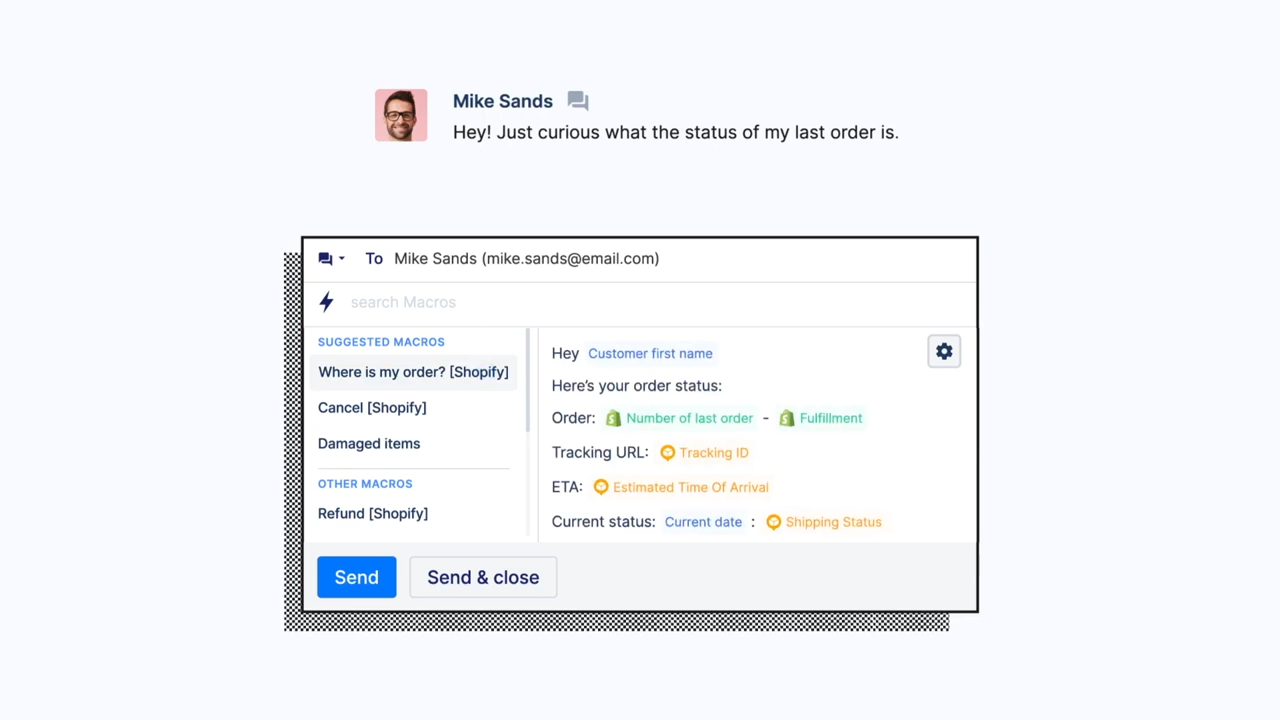 Mike Sands
Hey! Just curious what the status of my last order is.
To Mike Sands (mike.sands@email.com)
search Macros
SUGGESTED MACROS
Where is my order? [Shopify]
Cancel [Shopify]
Damaged items
OTHER MACROS
Refund [Shopify]
Hey Customer first name
Here's your order status:
Order: Number of last order - Fulfillment
Tracking URL: Tracking ID
ETA: Estimated Time Of Arrival
Current status: Current date : Shipping Status
Send
Send & close